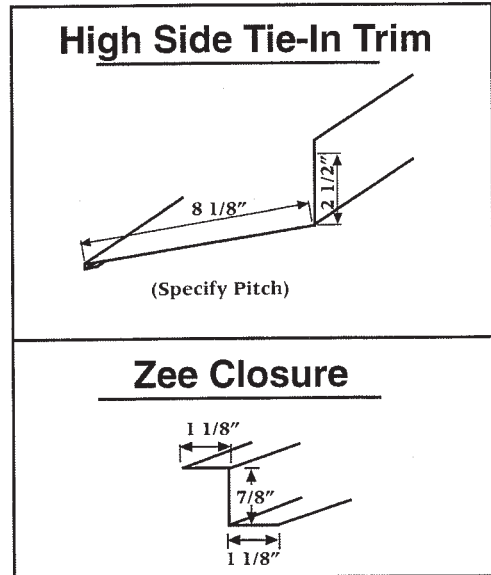 High Side Tie-In Trim
8 1/8"
2 1/2"
(Specify Pitch)
Zee Closure
1 1/8"
7/8"
1 1/8"